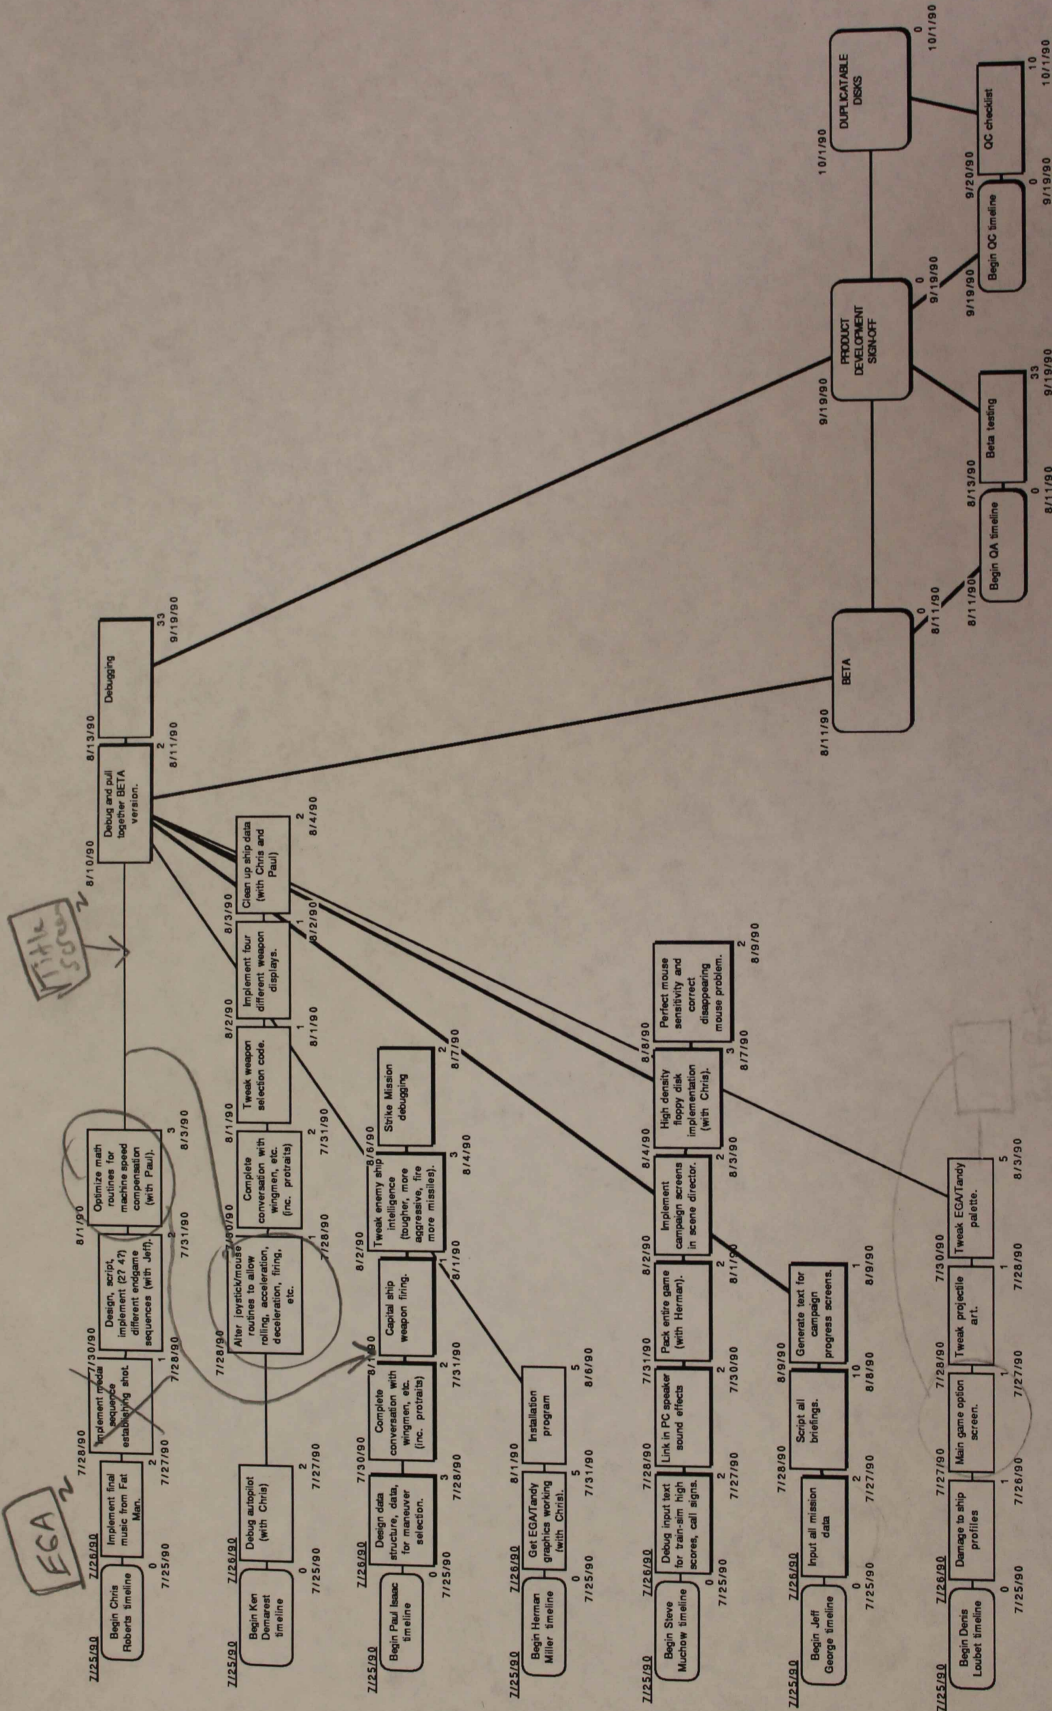 EGA
2
Title
Screen
2
7/25/90
Begin Chris
Roberts timeline
0
7/25/90
7/26/90
Implement final
music from Fat
Man.
2
7/27/90
7/28/90
Implement medal
sequence
establishing shot.
1
7/28/90
7/30/90
Design, script,
implement (2? 4?)
different endgame
sequences (with Jeff).
2
7/31/90
8/1/90
Optimize math
routines for
machine speed
compensation
(with Paul).
3
8/3/90
8/10/90
Debug and pull
together BETA
version.
2
8/11/90
8/13/90
Debugging
33
9/19/90
7/25/90
Begin Ken
Demarest
timeline
0
7/25/90
7/26/90
Debug autopilot
(with Chris)
2
7/27/90
7/28/90
Alter joystick/mouse
routines to allow
rolling, acceleration,
deceleration, firing,
etc.
1
7/28/90
7/30/90
Complete
conversation with
wingmen, etc.
(inc. protraits)
2
7/31/90
8/1/90
Tweak weapon
selection code.
1
8/1/90
8/2/90
Implement four
different weapon
displays.
1
8/2/90
8/3/90
Clean up ship data
(with Chris and
Paul)
2
8/4/90
7/25/90
Begin Paul Isaac
timeline
0
7/25/90
7/26/90
Design data
structure, data,
for maneuver
selection.
3
7/28/90
7/30/90
Complete
conversation with
wingmen, etc.
(inc. protraits)
2
7/31/90
8/1/90
Capital ship
weapon firing.
1
8/1/90
8/2/90
Tweak enemy ship
intelligence
(tougher, more
aggressive, fire
more missiles).
3
8/4/90
8/6/90
Strike Mission
debugging
2
8/7/90
7/25/90
Begin Herman
Miller timeline
0
7/25/90
7/26/90
Get EGA/Tandy
graphics working
(with Chris).
5
7/31/90
8/1/90
Installation
program
5
8/6/90
7/25/90
Begin Steve
Muchow timeline
0
7/25/90
7/26/90
Debug input text
for train-sim high
scores, call signs.
2
7/27/90
7/28/90
Link in PC speaker
sound effects
2
7/30/90
7/31/90
Pack entire game
(with Herman).
2
8/1/90
8/2/90
Implement
campaign screens
in scene director.
2
8/3/90
8/4/90
High density
floppy disk
implementation
(with Chris).
3
8/7/90
8/8/90
Perfect mouse
sensitivity and
correct
disappearing
mouse problem.
2
8/9/90
7/25/90
Begin Jeff
George timeline
0
7/25/90
7/26/90
Input all mission
data
2
7/27/90
7/28/90
Script all
briefings.
10
8/8/90
8/9/90
Generate text for
campaign
progress screens.
1
8/9/90
7/25/90
Begin Denis
Loubet timeline
0
7/25/90
7/26/90
Damage to ship
profiles
1
7/26/90
7/27/90
Main game option
screen.
1
7/27/90
7/28/90
Tweak projectile
art.
1
7/28/90
7/30/90
Tweak EGA/Tandy
palette.
5
8/3/90
8/11/90
BETA
0
8/11/90
9/19/90
PRODUCT
DEVELOPMENT
SIGN-OFF
0
9/19/90
10/1/90
DUPLICATABLE
DISKS
0
10/1/90
8/11/90
Begin QA timeline
0
8/11/90
8/13/90
Beta testing
33
9/19/90
9/19/90
Begin QC timeline
0
9/19/90
9/20/90
QC checklist
10
10/1/90